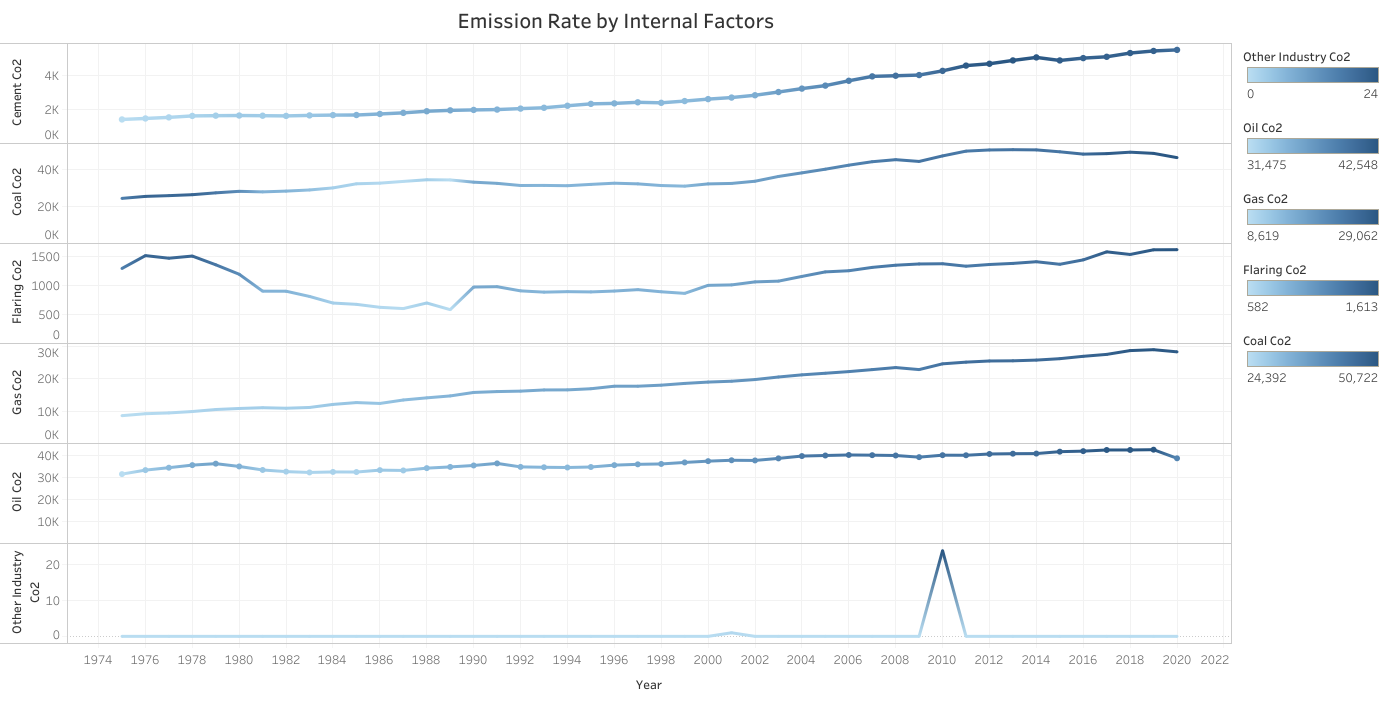 Emission Rate by Internal Factors
Cement Co2
4K
2K
0K
Coal Co2
40K
20K
0K
Flaring Co2
1500
1000
500
0
Gas Co2
30K
20K
10K
0K
Oil Co2
40K
30K
20K
10K
Other Industry
Co2
20
10
0
1974 1976 1978 1980 1982 1984 1986 1988 1990 1992 1994 1996 1998 2000 2002 2004 2006 2008 2010 2012 2014 2016 2018 2020 2022
Year
Other Industry Co2
0 24
Oil Co2
31,475 42,548
Gas Co2
8,619 29,062
Flaring Co2
582 1,613
Coal Co2
24,392 50,722